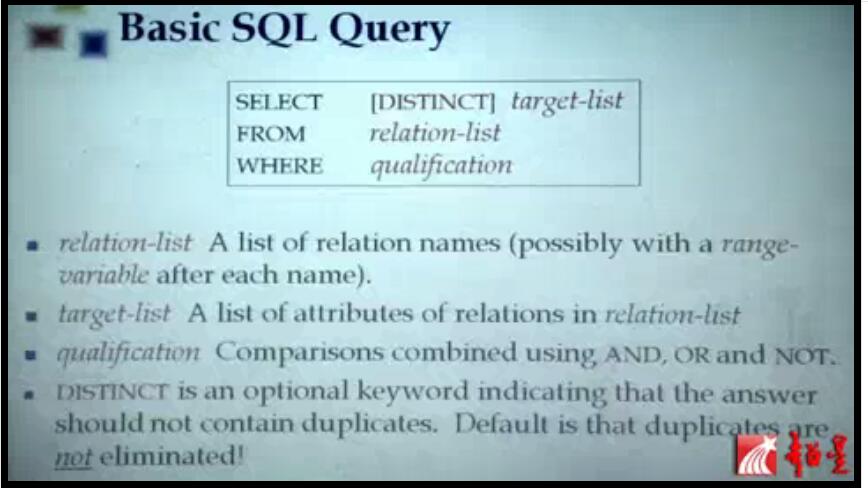 Basic SQL Query
SELECT [DISTINCT] target-list
FROM relation-list
WHERE qualification
relation-list A list of relation names (possibly with a range-
variable after each name).
target-list A list of attributes of relations in relation-list
qualification Comparisons combined using AND, OR and NOT.
DISTINCT is an optional keyword indicating that the answer
should not contain duplicates. Default is that duplicates are
not eliminated!